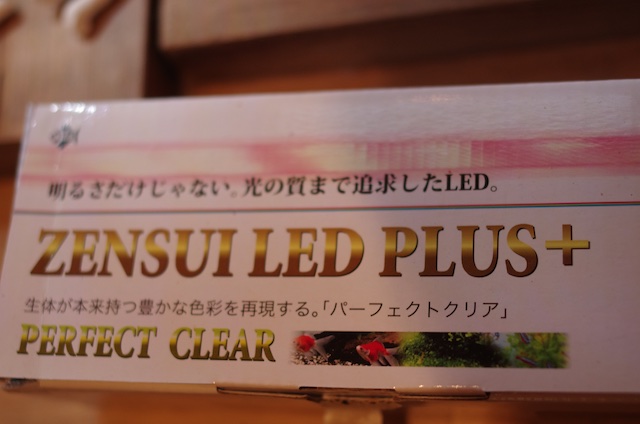 明るさだけじゃない。光の質まで追求したLED。
ZENSUI LED PLUS+
生体が本来持つ豊かな色彩を再現する。「パーフェクトクリア」
PERFECT CLEAR